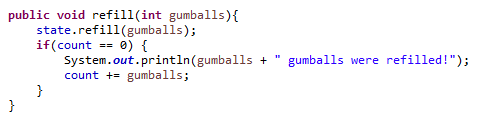 public void refill(int gumballs){
    state.refill(gumballs);
    if(count == 0) {
        System.out.println(gumballs + " gumballs were refilled!");
        count += gumballs;
    }
}